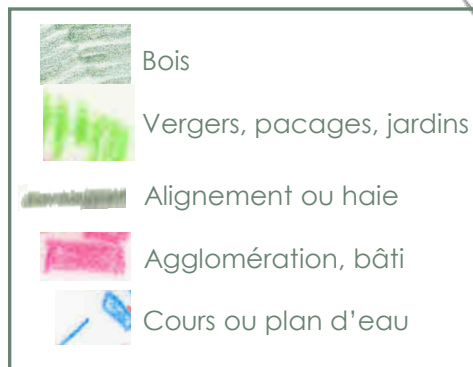 Bois
Vergers, pacages, jardins
Alignement ou haie
Agglomération, bâti
Cours ou plan d'eau